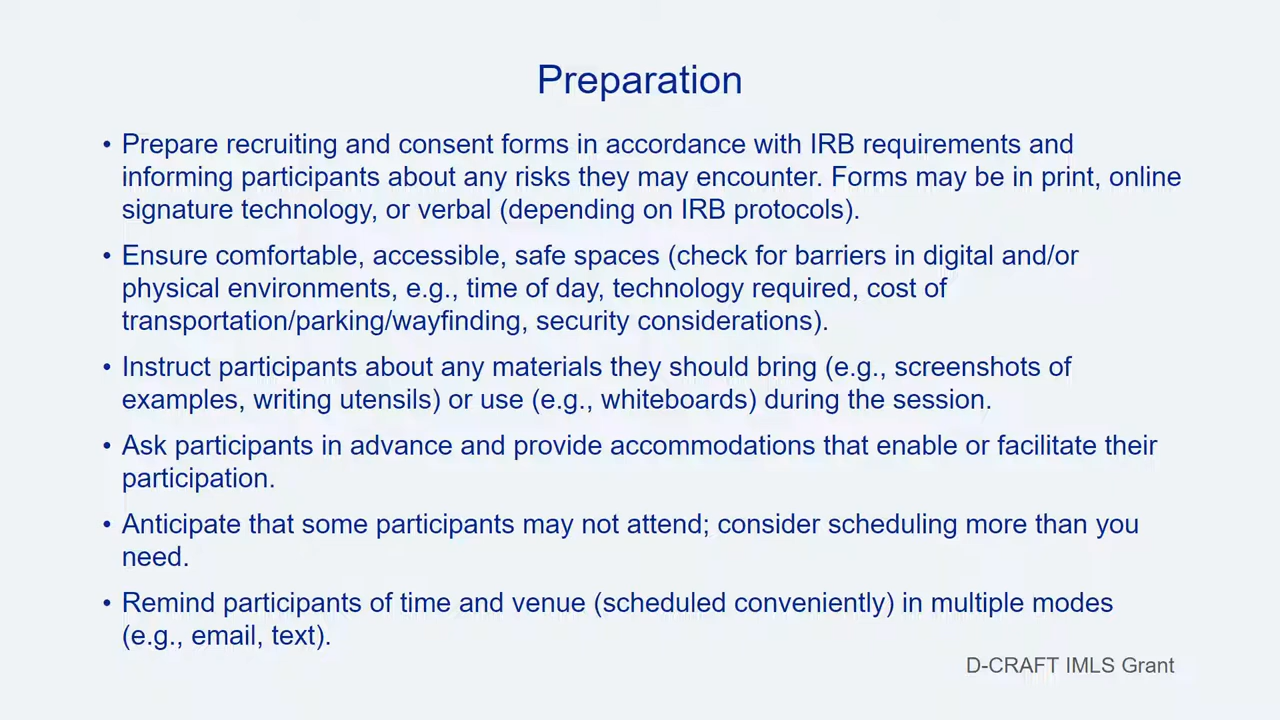 Preparation
• Prepare recruiting and consent forms in accordance with IRB requirements and
informing participants about any risks they may encounter. Forms may be in print, online
signature technology, or verbal (depending on IRB protocols).
• Ensure comfortable, accessible, safe spaces (check for barriers in digital and/or
physical environments, e.g., time of day, technology required, cost of
transportation/parking/wayfinding, security considerations).
• Instruct participants about any materials they should bring (e.g., screenshots of
examples, writing utensils) or use (e.g., whiteboards) during the session.
• Ask participants in advance and provide accommodations that enable or facilitate their
participation.
• Anticipate that some participants may not attend; consider scheduling more than you
need.
• Remind participants of time and venue (scheduled conveniently) in multiple modes
(e.g., email, text).
D-CRAFT IMLS Grant